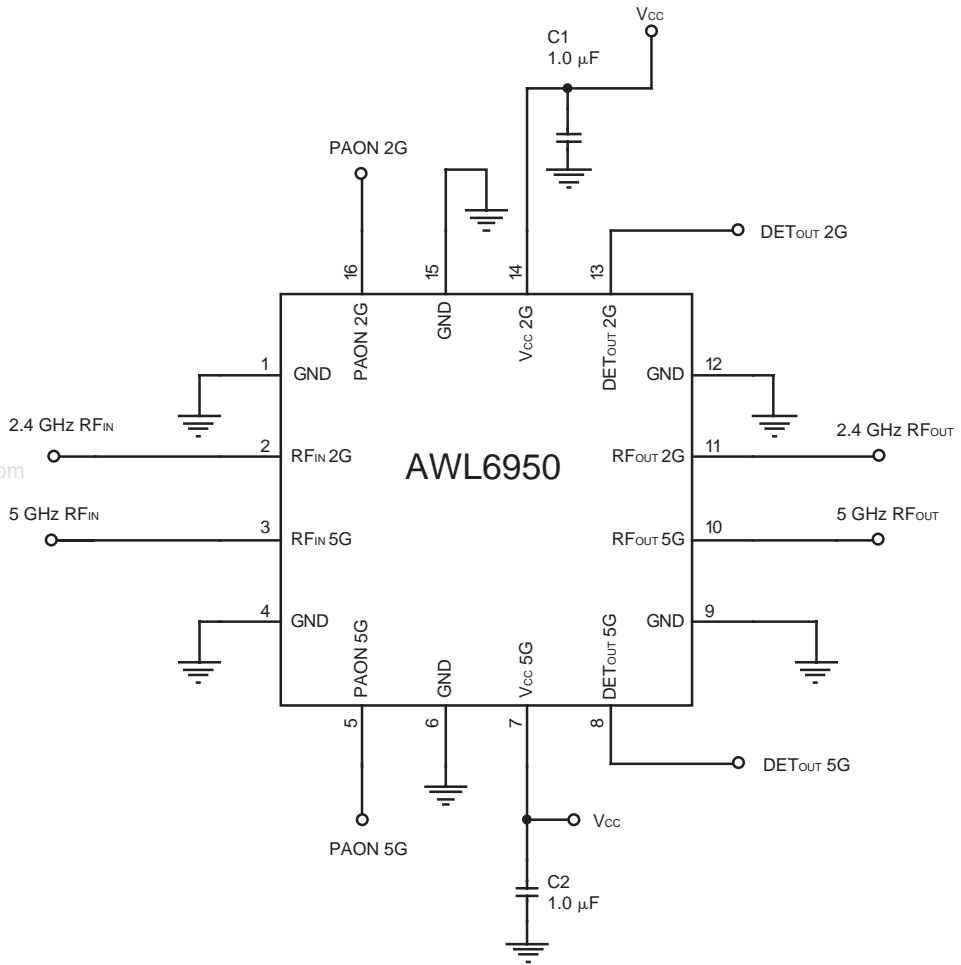 VCC
C1
1.0 μF
PAON 2G
DETOUT 2G
16
15
14
13
PAON 2G
GND
VCC 2G
DETOUT 2G
1
GND
GND
12
2.4 GHz RFIN
2
RFIN 2G
AWL6950
RFOUT 2G
11
2.4 GHz RFOUT
om
5 GHz RFIN
3
RFIN 5G
RFOUT 5G
10
5 GHz RFOUT
4
GND
GND
9
PAON 5G
GND
VCC 5G
DETOUT 5G
5
6
7
8
DETOUT 5G
VCC
PAON 5G
C2
1.0 μF